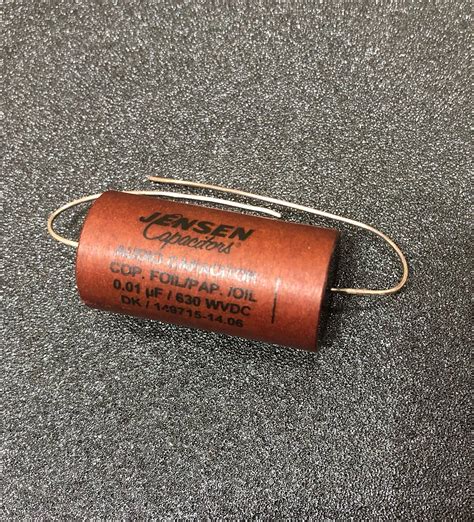 JENSEN
Capacitors
AUDIO CAPACITOR
COP. FOIL/PAP. /OIL
0.01 µF / 630 WVDC
DK / 149715-14.06